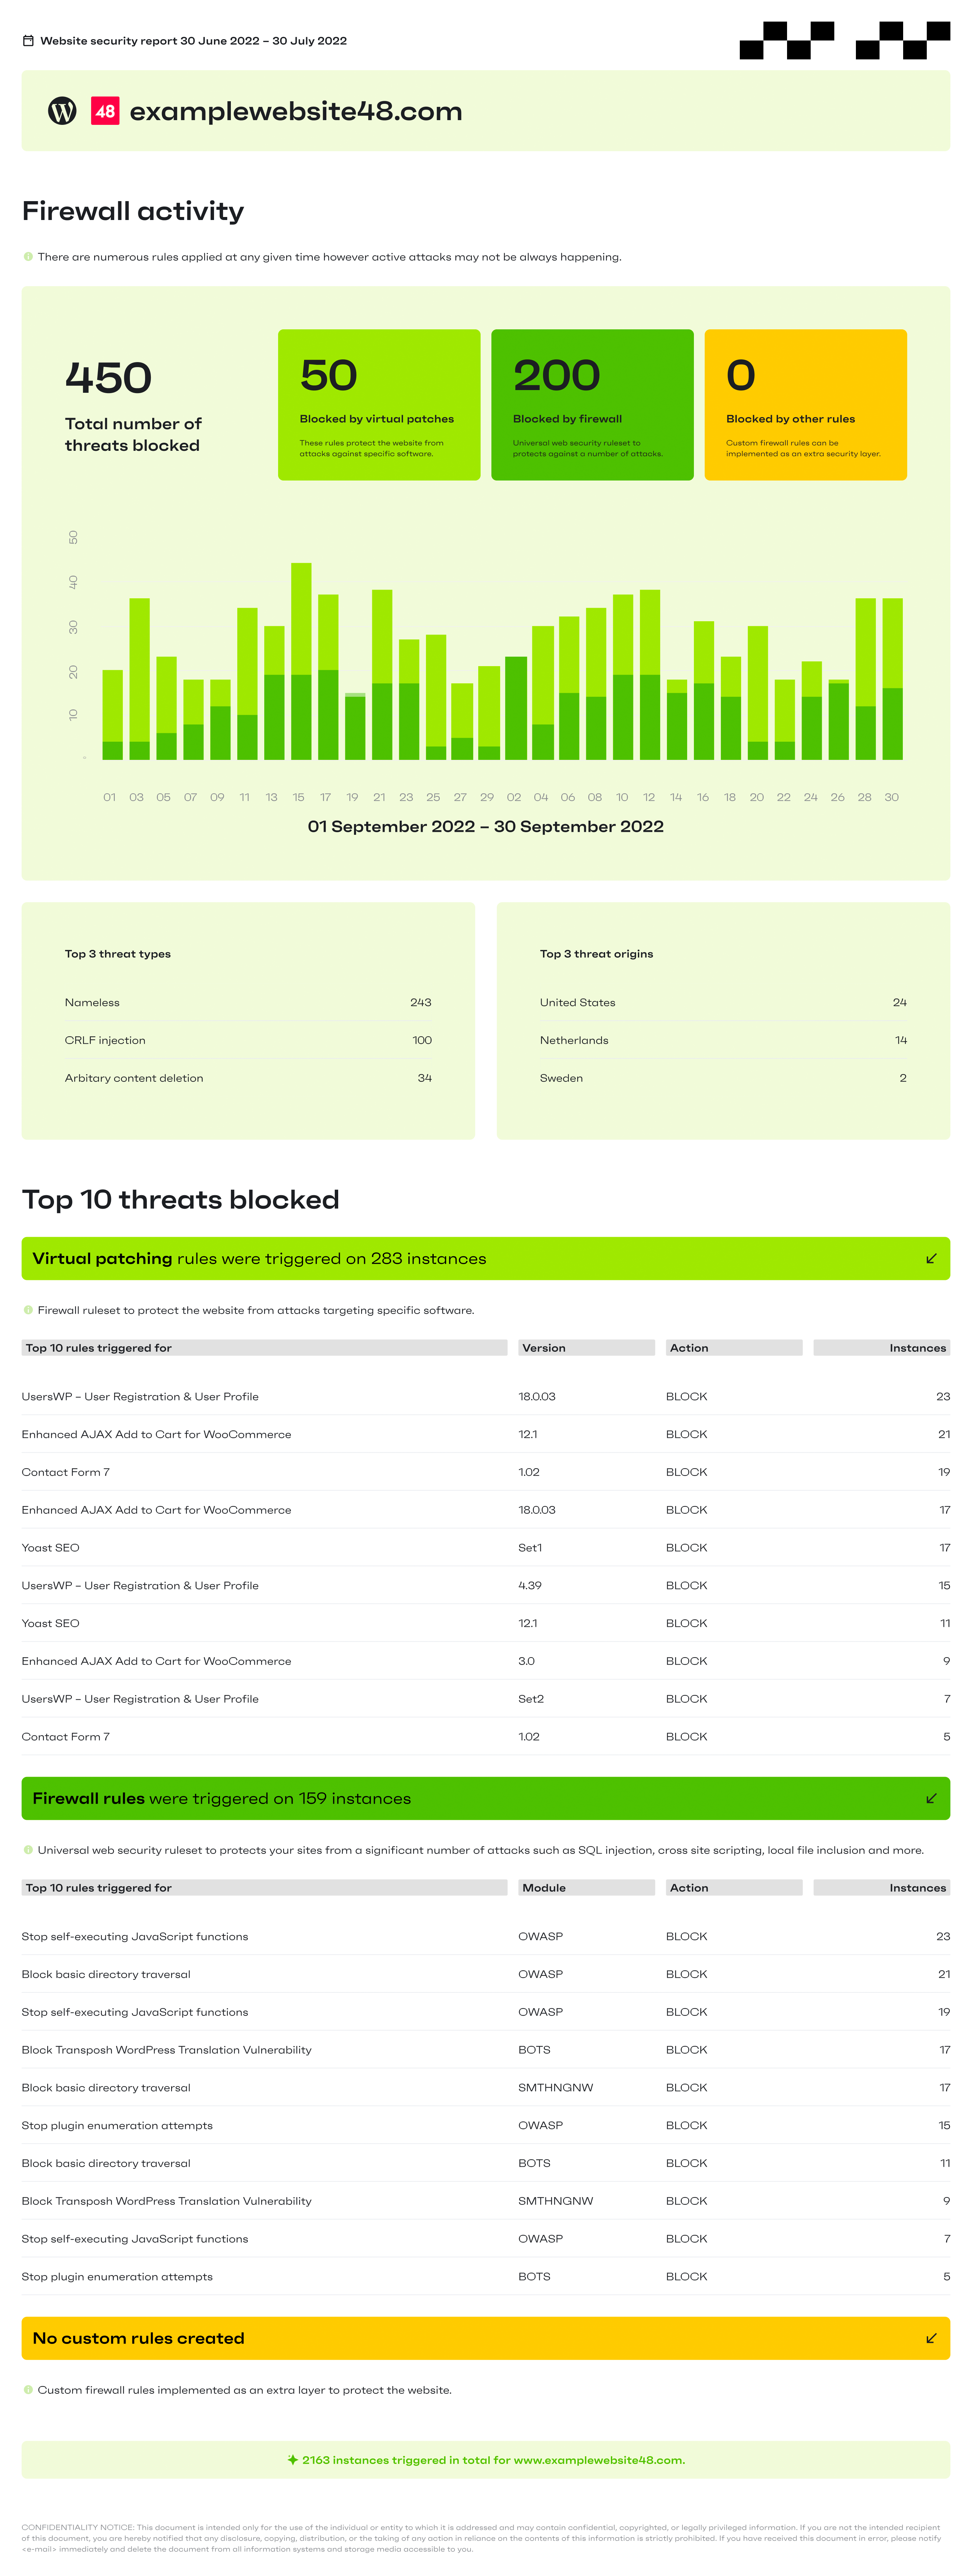 Website security report 30 June 2022 – 30 July 2022
48 examplewebsite48.com
Firewall activity
There are numerous rules applied at any given time however active attacks may not be always happening.
450
Total number of
threats blocked
50
Blocked by virtual patches
These rules protect the website from
attacks against specific software.
200
Blocked by firewall
Universal web security ruleset to
protects against a number of attacks.
0
Blocked by other rules
Custom firewall rules can be
implemented as an extra security layer.
50
40
30
20
10
01 03 05 07 09 11 13 15 17 19 21 23 25 27 29 02 04 06 08 10 12 14 16 18 20 22 24 26 28 30
01 September 2022 – 30 September 2022
Top 3 threat types
Nameless 243
CRLF injection 100
Arbitary content deletion 34
Top 3 threat origins
United States 24
Netherlands 14
Sweden 2
Top 10 threats blocked
Virtual patching rules were triggered on 283 instances
Firewall ruleset to protect the website from attacks targeting specific software.
Top 10 rules triggered for Version Action Instances
UsersWP – User Registration & User Profile 18.0.03 BLOCK 23
Enhanced AJAX Add to Cart for WooCommerce 12.1 BLOCK 21
Contact Form 7 1.02 BLOCK 19
Enhanced AJAX Add to Cart for WooCommerce 18.0.03 BLOCK 17
Yoast SEO Set1 BLOCK 17
UsersWP – User Registration & User Profile 4.39 BLOCK 15
Yoast SEO 12.1 BLOCK 11
Enhanced AJAX Add to Cart for WooCommerce 3.0 BLOCK 9
UsersWP – User Registration & User Profile Set2 BLOCK 7
Contact Form 7 1.02 BLOCK 5
Firewall rules were triggered on 159 instances
Universal web security ruleset to protects your sites from a significant number of attacks such as SQL injection, cross site scripting, local file inclusion and more.
Top 10 rules triggered for Module Action Instances
Stop self-executing JavaScript functions OWASP BLOCK 23
Block basic directory traversal OWASP BLOCK 21
Stop self-executing JavaScript functions OWASP BLOCK 19
Block Transposh WordPress Translation Vulnerability BOTS BLOCK 17
Block basic directory traversal SMTHNGNW BLOCK 17
Stop plugin enumeration attempts OWASP BLOCK 15
Block basic directory traversal BOTS BLOCK 11
Block Transposh WordPress Translation Vulnerability SMTHNGNW BLOCK 9
Stop self-executing JavaScript functions OWASP BLOCK 7
Stop plugin enumeration attempts BOTS BLOCK 5
No custom rules created
Custom firewall rules implemented as an extra layer to protect the website.
2163 instances triggered in total for www.examplewebsite48.com.
CONFIDENTIALITY NOTICE: This document is intended only for the use of the individual or entity to which it is addressed and may contain confidential, copyrighted, or legally privileged information. If you are not the intended recipient
of this document, you are hereby notified that any disclosure, copying, distribution, or the taking of any action in reliance on the contents of this information is strictly prohibited. If you have received this document in error, please notify
<e-mail> immediately and delete the document from all information systems and storage media accessible to you.